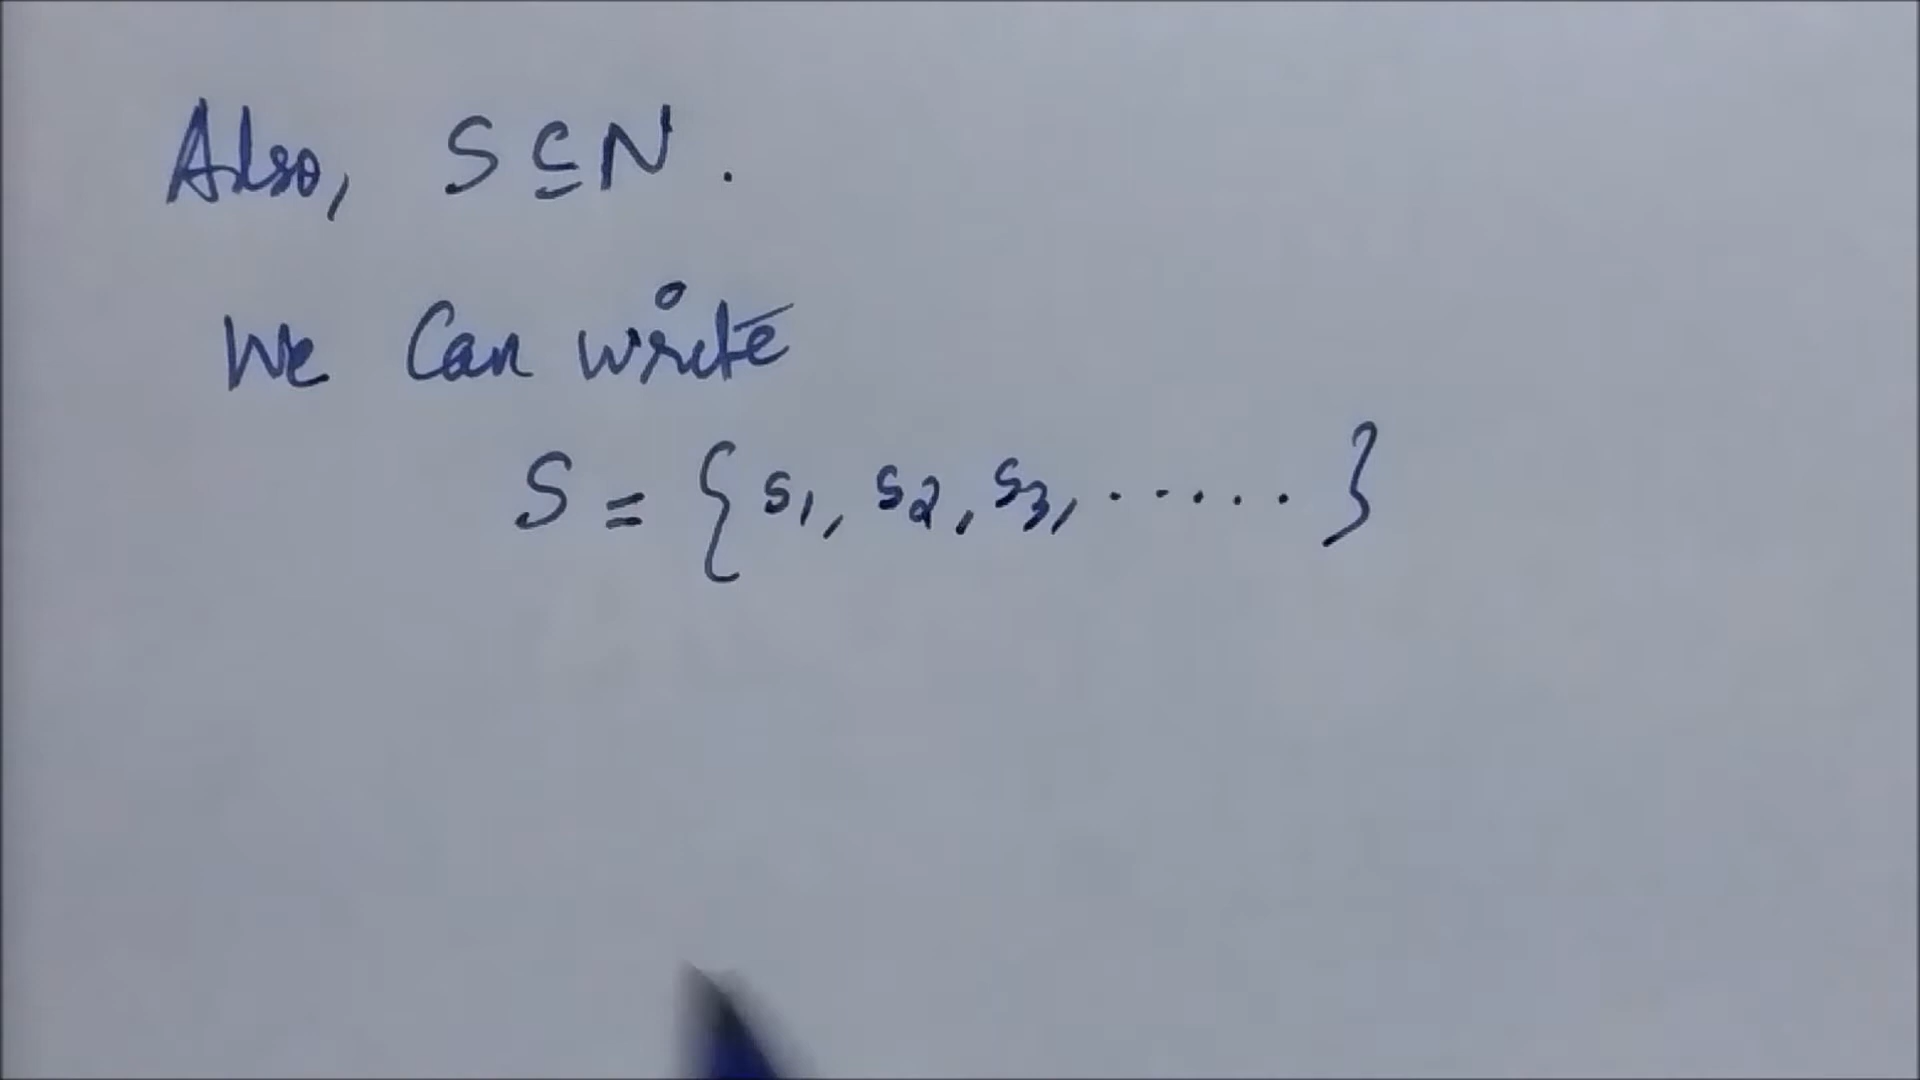 Also, S ⊆ N.
We Can write
S = { s1, s2, s3, ..... }